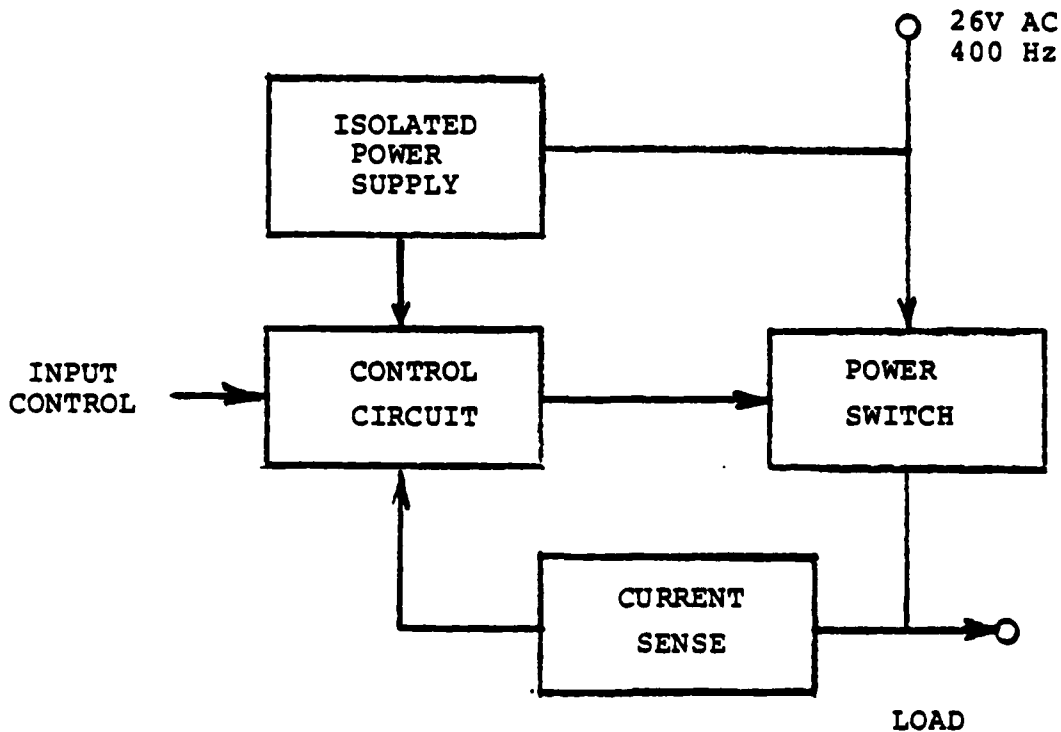 26V AC
400 Hz
ISOLATED
POWER
SUPPLY
INPUT
CONTROL
CONTROL
CIRCUIT
POWER
SWITCH
CURRENT
SENSE
LOAD